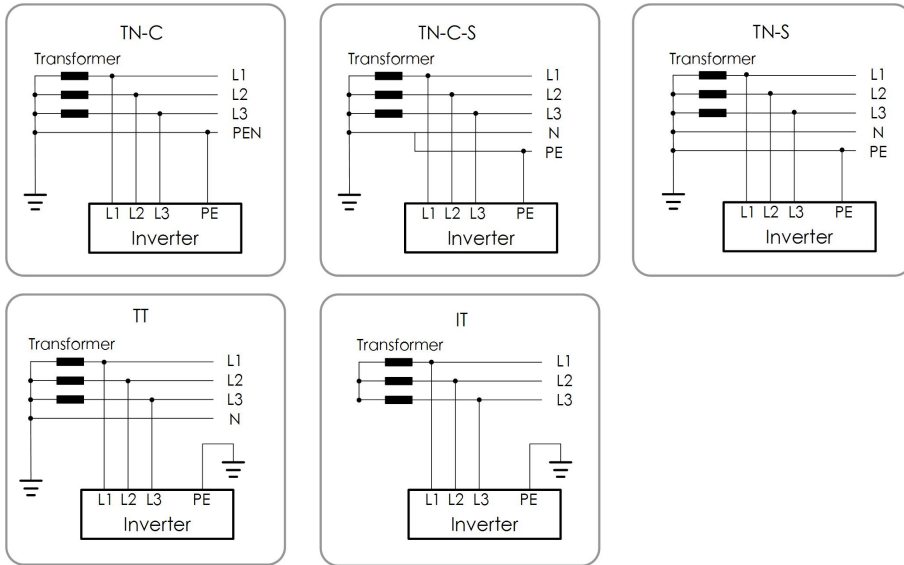 TN-C
Transformer
L1
L2
L3
PEN
L1 L2 L3 PE
Inverter
TN-C-S
Transformer
L1
L2
L3
N
PE
L1 L2 L3 PE
Inverter
TN-S
Transformer
L1
L2
L3
N
PE
L1 L2 L3 PE
Inverter
TT
Transformer
L1
L2
L3
N
L1 L2 L3 PE
Inverter
IT
Transformer
L1
L2
L3
L1 L2 L3 PE
Inverter